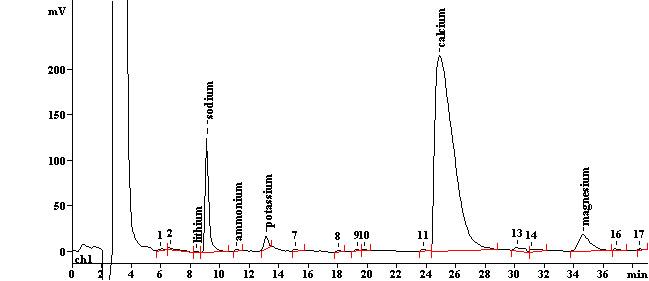 mV
calcium
200
150
sodium
100
50
lithium
ammonium
potassium
magnesium
1 2 7 8 9 10 11 13 14 16 17
0
ch1
0 2 4 6 8 10 12 14 16 18 20 22 24 26 28 30 32 34 36 min